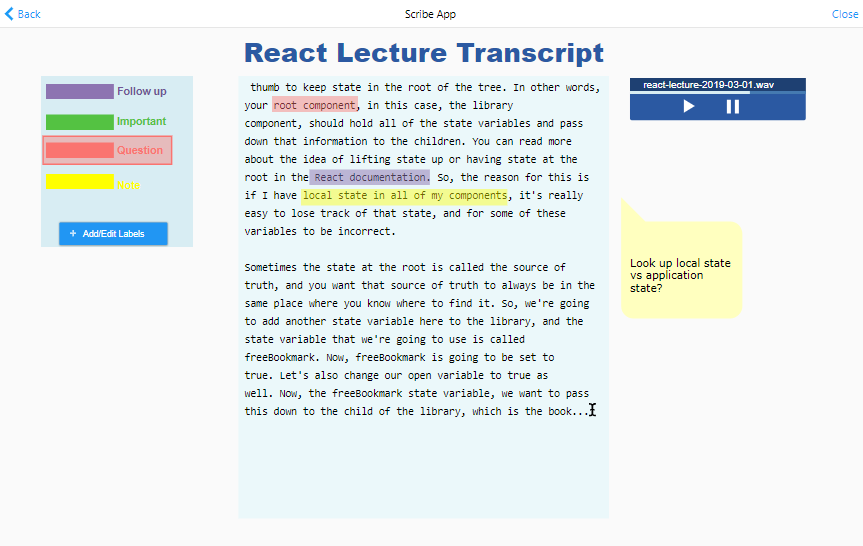 Back
Scribe App
Close
React Lecture Transcript
Follow up
Important
Question
Note
+ Add/Edit Labels
thumb to keep state in the root of the tree. In other words,
your root component, in this case, the library
component, should hold all of the state variables and pass
down that information to the children. You can read more
about the idea of lifting state up or having state at the
root in the React documentation. So, the reason for this is
if I have local state in all of my components, it's really
easy to lose track of that state, and for some of these
variables to be incorrect.
Sometimes the state at the root is called the source of
truth, and you want that source of truth to always be in the
same place where you know where to find it. So, we're going
to add another state variable here to the library, and the
state variable that we're going to use is called
freeBookmark. Now, freeBookmark is going to be set to
true. Let's also change our open variable to true as
well. Now, the freeBookmark state variable, we want to pass
this down to the child of the library, which is the book...
react-lecture-2019-03-01.wav
Look up local state
vs application
state?